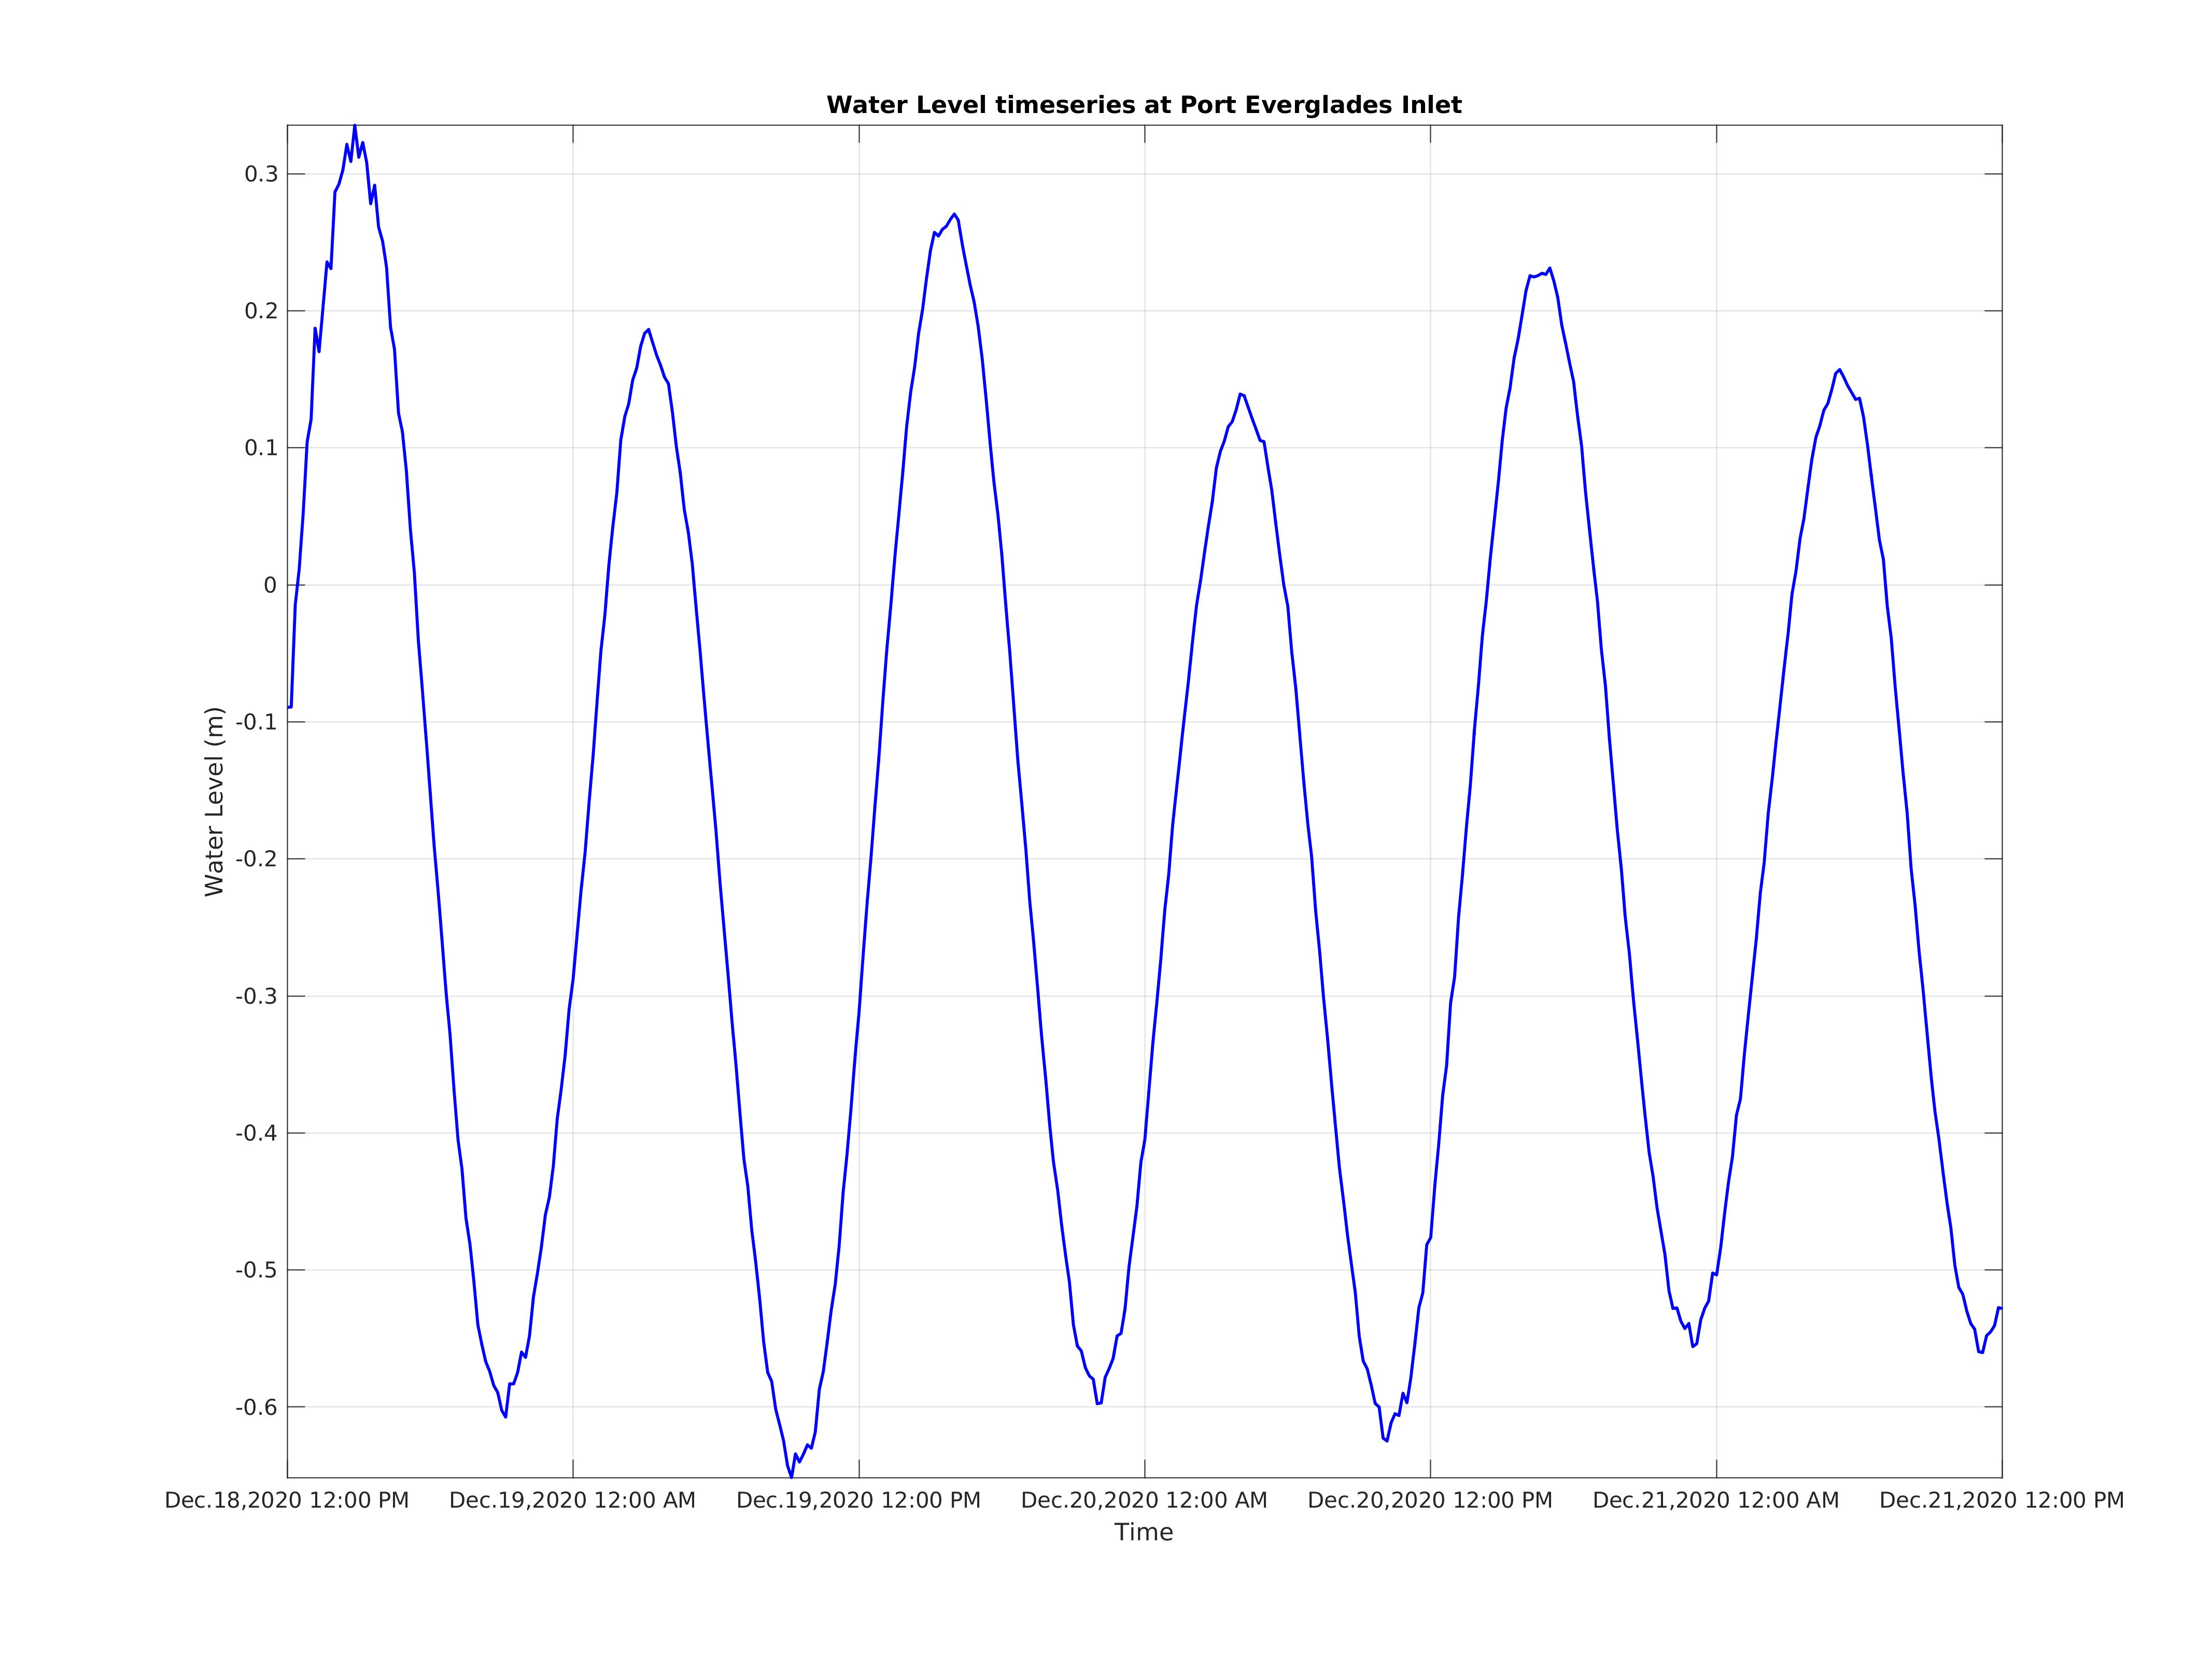 Water Level timeseries at Port Everglades Inlet
0.3
0.2
0.1
0
-0.1
-0.2
-0.3
-0.4
-0.5
-0.6
Water Level (m)
Dec.18,2020 12:00 PM Dec.19,2020 12:00 AM Dec.19,2020 12:00 PM Dec.20,2020 12:00 AM Dec.20,2020 12:00 PM Dec.21,2020 12:00 AM Dec.21,2020 12:00 PM
Time